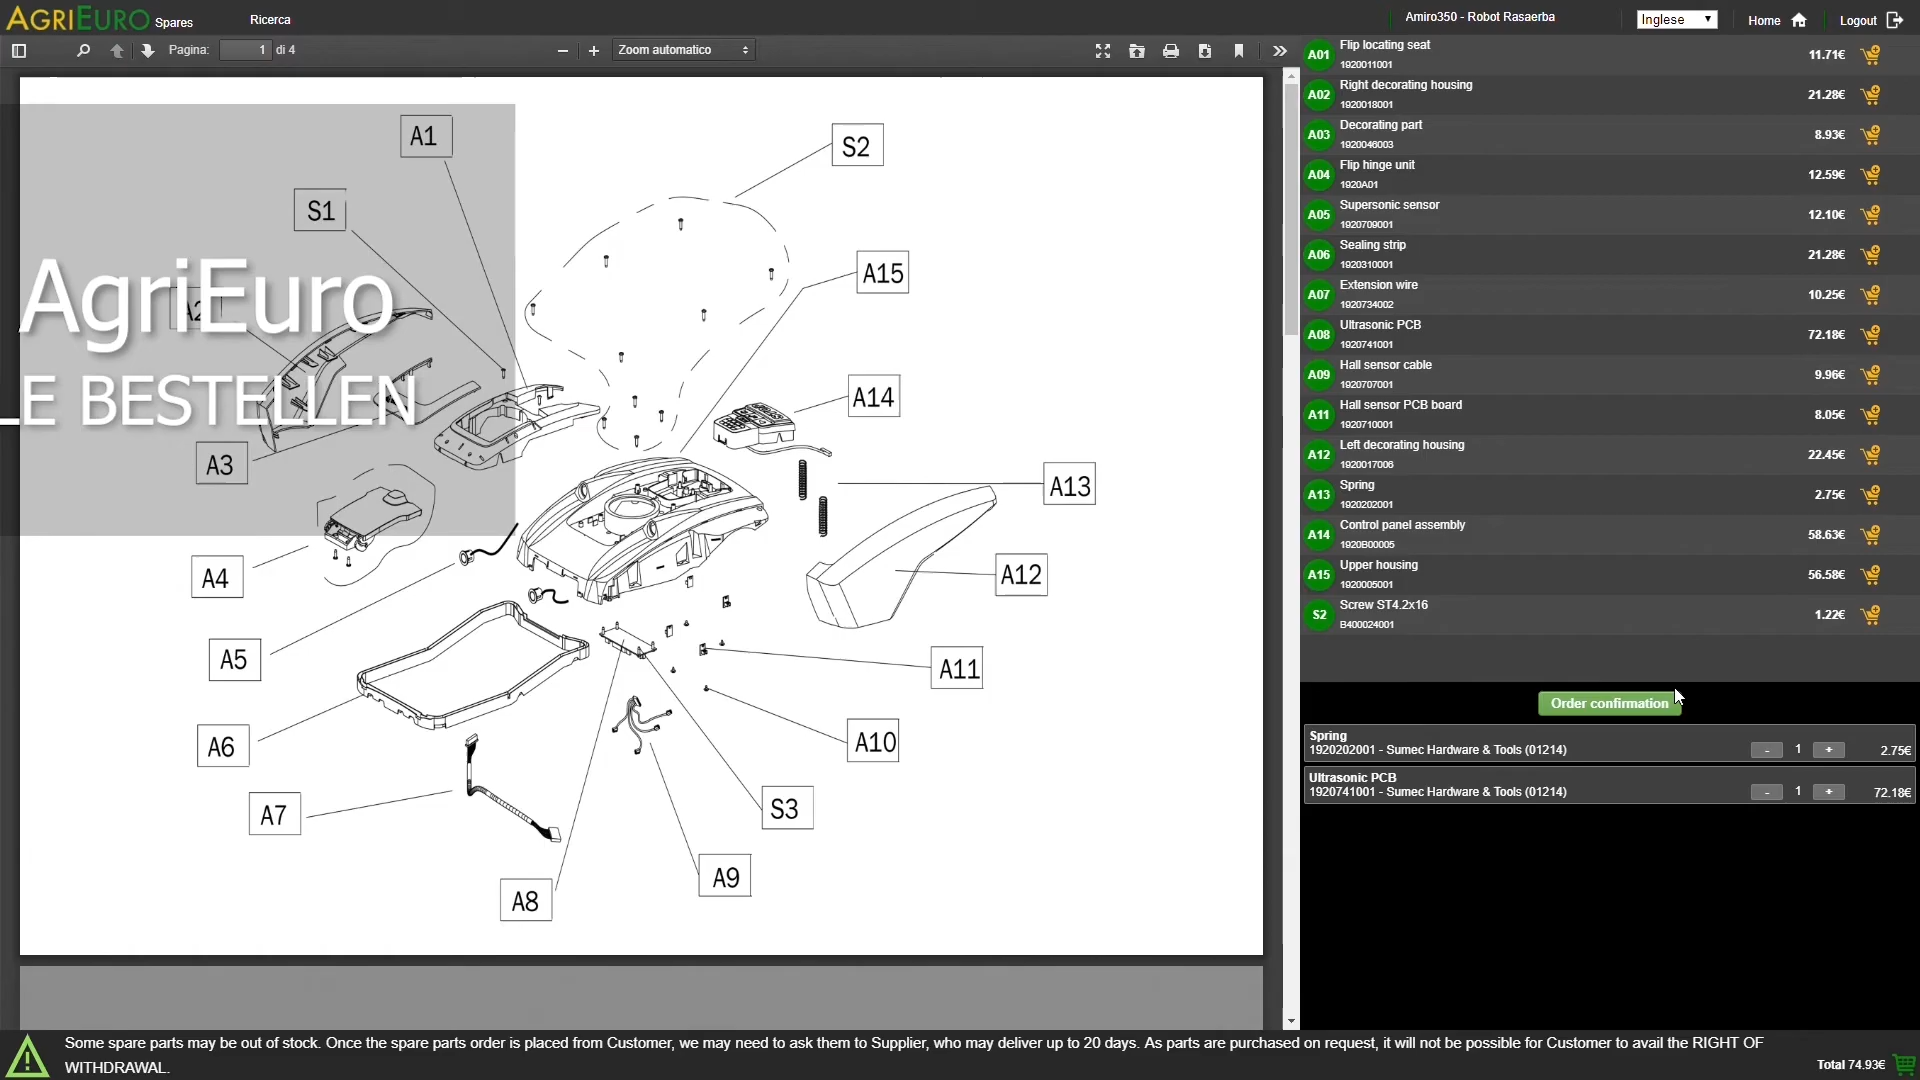 AGRIEURO Spares
Ricerca
Amiro350 - Robot Rasaerba
Inglese
Home
Logout
Pagina:
1
di 4
Zoom automatico
A1
S1
S2
A15
A2
AgriEuro
E BESTELLEN
A14
A3
A13
A4
A12
A5
A11
A6
A10
A7
S3
A9
A8
A01
Flip locating seat
1920011001
11.71€
A02
Right decorating housing
1920018001
21.28€
A03
Decorating part
1920046003
8.93€
A04
Flip hinge unit
1920A01
12.59€
A05
Supersonic sensor
1920709001
12.10€
A06
Sealing strip
1920310001
21.28€
A07
Extension wire
1920734002
10.25€
A08
Ultrasonic PCB
1920741001
72.18€
A09
Hall sensor cable
1920707001
9.96€
A11
Hall sensor PCB board
1920710001
8.05€
A12
Left decorating housing
1920017006
22.45€
A13
Spring
1920202001
2.75€
A14
Control panel assembly
1920B00005
58.63€
A15
Upper housing
1920005001
56.58€
S2
Screw ST4.2x16
B400024001
1.22€
Order confirmation
Spring
1920202001 - Sumec Hardware & Tools (01214)
- 1 + 2.75€
Ultrasonic PCB
1920741001 - Sumec Hardware & Tools (01214)
- 1 + 72.18€
Some spare parts may be out of stock. Once the spare parts order is placed from Customer, we may need to ask them to Supplier, who may deliver up to 20 days. As parts are purchased on request, it will not be possible for Customer to avail the RIGHT OF
WITHDRAWAL.
Total 74.93€